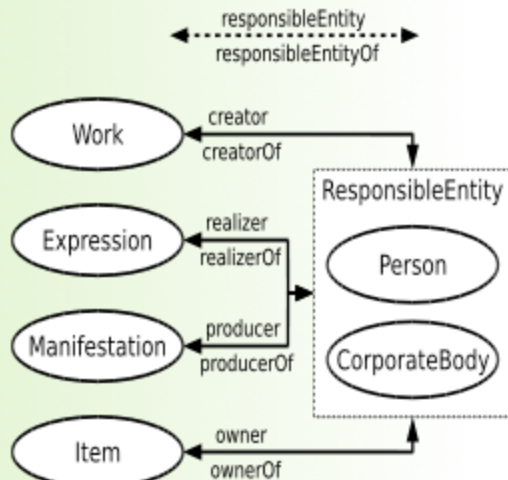 responsibleEntity
responsibleEntityOf
creator
Work
creatorOf
ResponsibleEntity
realizer
Expression
realizerOf
Person
producer
Manifestation
producerOf
CorporateBody
owner
Item
ownerOf